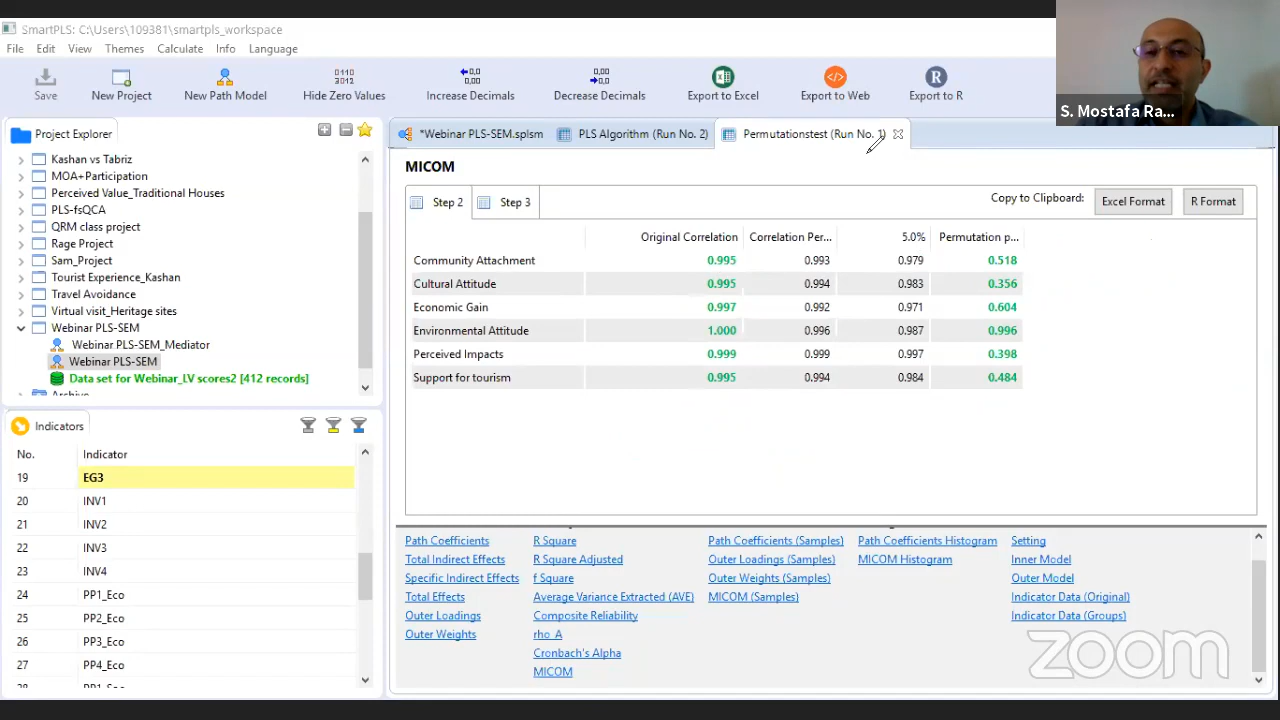 SmartPLS: C:\Users\109381\smartpls_workspace
File Edit View Themes Calculate Info Language
Save New Project New Path Model Hide Zero Values Increase Decimals Decrease Decimals Export to Excel Export to Web Export to R
S. Mostafa Ra...
Project Explorer
Kashan vs Tabriz
MOA+Participation
Perceived Value_Traditional Houses
PLS-fsQCA
QRM class project
Rage Project
Sam_Project
Tourist Experience_Kashan
Travel Avoidance
Virtual visit_Heritage sites
Webinar PLS-SEM
Webinar PLS-SEM_Mediator
Webinar PLS-SEM
Data set for Webinar_LV scores2 [412 records]
Archive
Indicators
No. Indicator
19 EG3
20 INV1
21 INV2
22 INV3
23 INV4
24 PP1_Eco
25 PP2_Eco
26 PP3_Eco
27 PP4_Eco
*Webinar PLS-SEM.splsm PLS Algorithm (Run No. 2) Permutationstest (Run No. 1)
MICOM
Step 2 Step 3 Copy to Clipboard: Excel Format R Format
Original Correlation Correlation Per... 5.0% Permutation p...
Community Attachment 0.995 0.993 0.979 0.518
Cultural Attitude 0.995 0.994 0.983 0.356
Economic Gain 0.997 0.992 0.971 0.604
Environmental Attitude 1.000 0.996 0.987 0.996
Perceived Impacts 0.999 0.999 0.997 0.398
Support for tourism 0.995 0.994 0.984 0.484
Path Coefficients R Square Path Coefficients (Samples) Path Coefficients Histogram Setting
Total Indirect Effects R Square Adjusted Outer Loadings (Samples) MICOM Histogram Inner Model
Specific Indirect Effects f Square Outer Weights (Samples) Outer Model
Total Effects Average Variance Extracted (AVE) MICOM (Samples) Indicator Data (Original)
Outer Loadings Composite Reliability Indicator Data (Groups)
Outer Weights rho_A
Cronbach's Alpha
MICOM
zoom